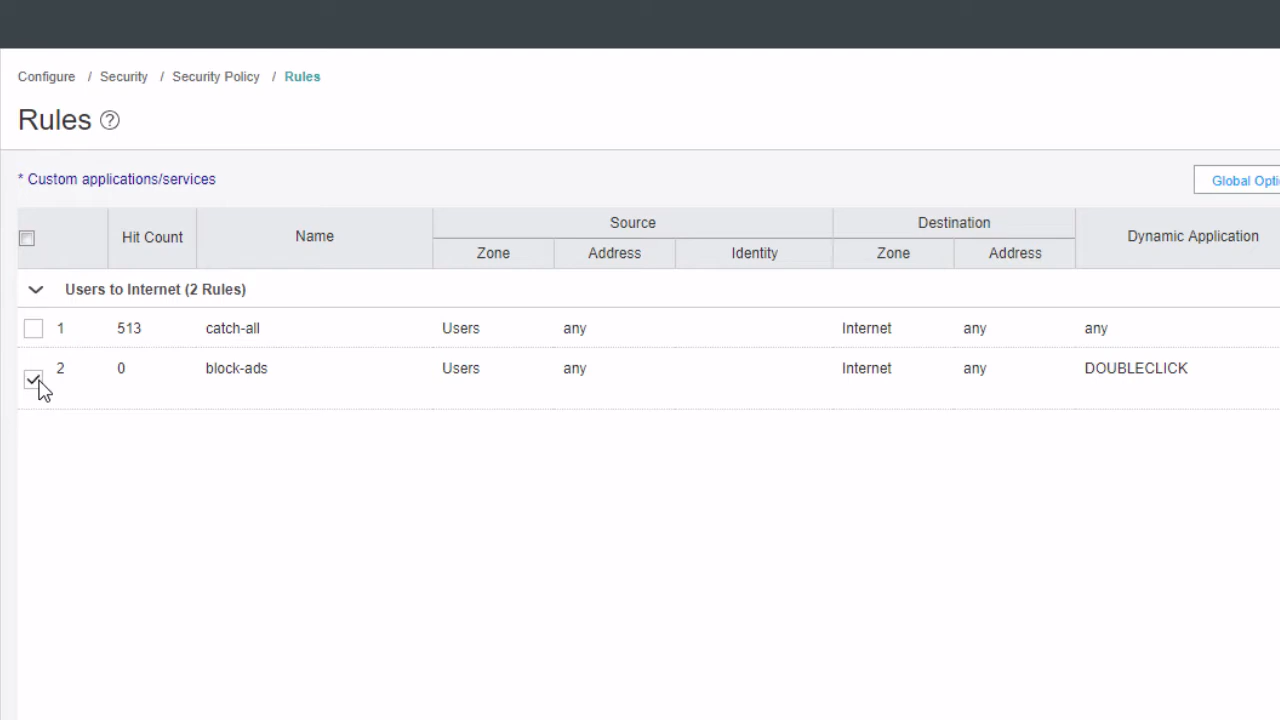 Configure / Security / Security Policy / Rules
Rules ?
* Custom applications/services
Global Opti
Hit Count Name Source Destination Dynamic Application
Zone Address Identity Zone Address
Users to Internet (2 Rules)
1 513 catch-all Users any Internet any any
2 0 block-ads Users any Internet any DOUBLECLICK